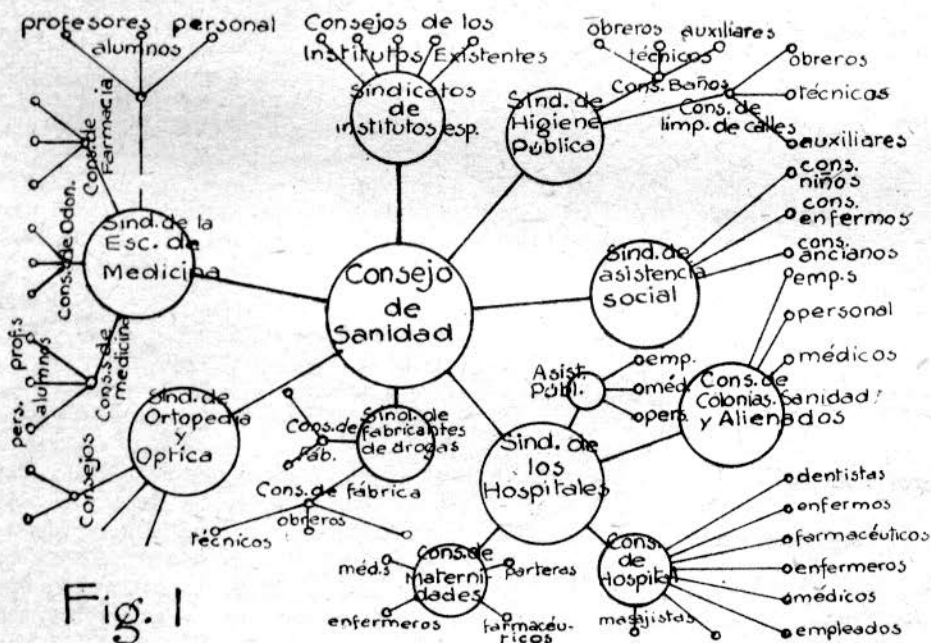 profesores
alumnos
personal
Cons. de
Farmacia
Cons.s de Odon.
Sind. de la
Esc. de
Medicina
Cons.s de
medicina
prof.s
alumnos
pers.
Consejos de los
Institutos Existentes
Sindicatos
de
institutos esp.
Sind. de
Higiene
Pública
obreros
técnicos
auxiliares
Cons. Baños
Cons. de
limp. de calles
obreros
técnicos
auxiliares
Consejo
de
Sanidad
Sind. de
asistencia
social
cons.
niños
cons.
enfermos
cons.
ancianos
Sind. de
Ortopedia
y
Optica
Consejos
Sind. de
fabricantes
de drogas
Cons. de
Fáb.
Cons. de fábrica
técnicos
obreros
Sind. de
los
Hospitales
Asist.
Públ.
emp.
méd.
pers.
Cons. de
Colonias. Sanidad
y Alienados
emp.s
personal
médicos
Cons. de
Materni
dades
méd.s
enfermeros
parteras
farmacéu-
ricos
Cons.
de
Hospital
dentistas
enfermos
farmacéuticos
enfermeros
médicos
empleados
masajistas
Fig. 1